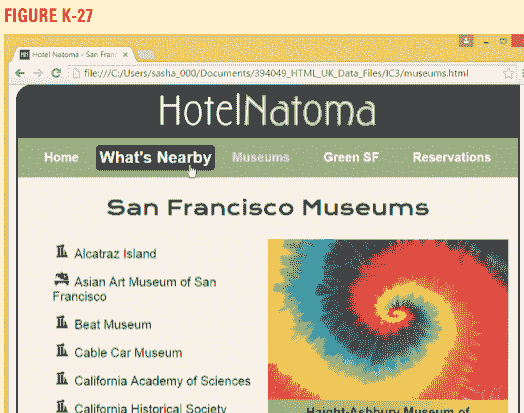 FIGURE K-27
Hotel Natoma - San Fran
file:///C:/Users/sasha_000/Documents/394049_HTML_UK_Data_Files/IC3/museums.html
HotelNatoma
Home What's Nearby Museums Green SF Reservations
San Francisco Museums
Alcatraz Island
Asian Art Museum of San
Francisco
Beat Museum
Cable Car Museum
California Academy of Sciences
California Historical Society
Haight-Ashbury Museum of